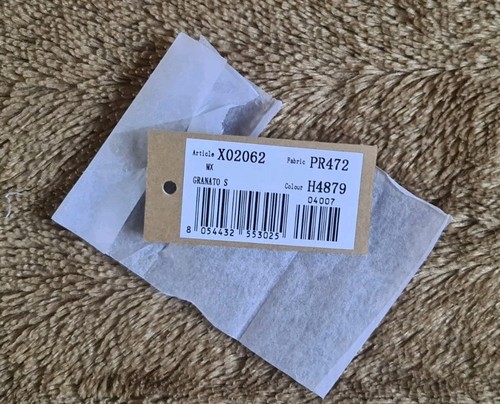 Article X02062 Fabric PR472
MX
GRANATO S Colour H4879
04007
8 054432 553025